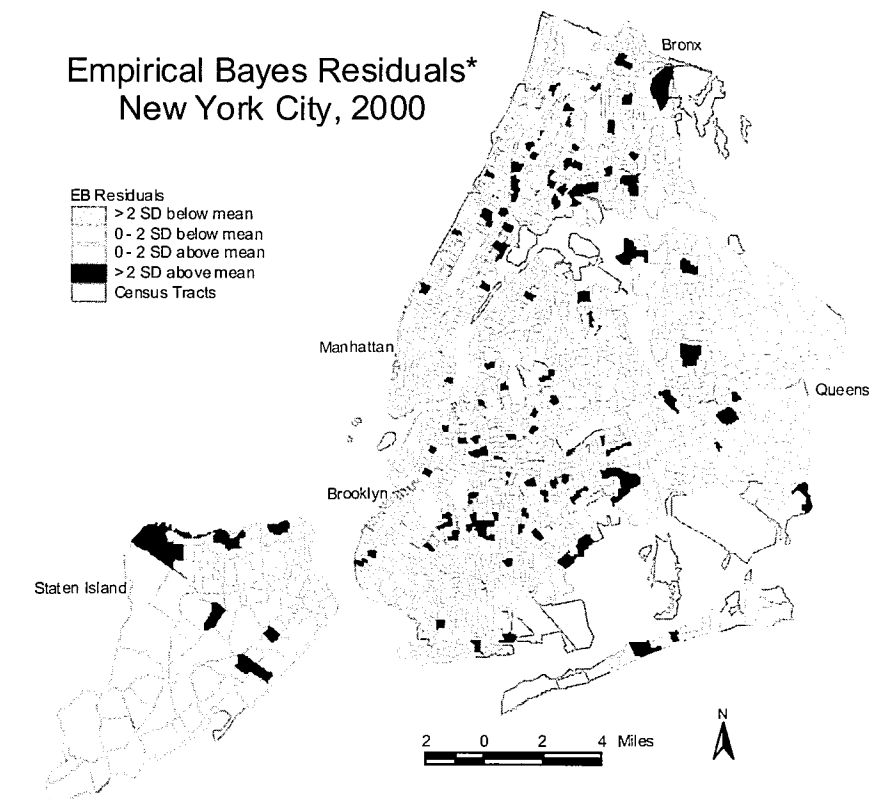 Empirical Bayes Residuals*
New York City, 2000
Bronx
EB Residuals
> 2 SD below mean
0 - 2 SD below mean
0 - 2 SD above mean
> 2 SD above mean
Census Tracts
Manhattan
Queens
Brooklyn
Staten Island
N
2 0 2 4 Miles